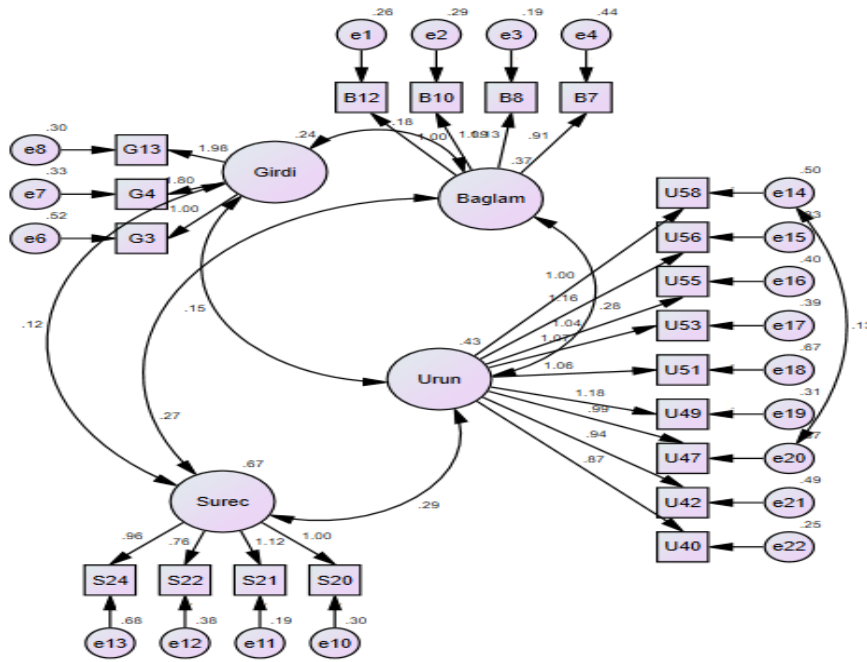 .26 .29 .19 .44
e1 e2 e3 e4
B12 B10 B8 B7
.30 .24 .18 1.00 .91
e8 G13 1.98 Girdi .37
.33
e7 G4 1.80 Baglam .50
.52 1.00 U58 e14
e6 G3
U56 e15
1.00 .40
1.16 U55 e16
.12 .15 .28 .39
1.04 U53 e17
1.07 .43 .67
1.06 U51 e18
Urun .31
1.18 U49 e19
.27 .99
.94 U47 e20
.67 .87 .49
Surec U42 e21
.29 .25
.96 .76 1.12 1.00 U40 e22
S24 S22 S21 S20
.68 .38 .19 .30
e13 e12 e11 e10